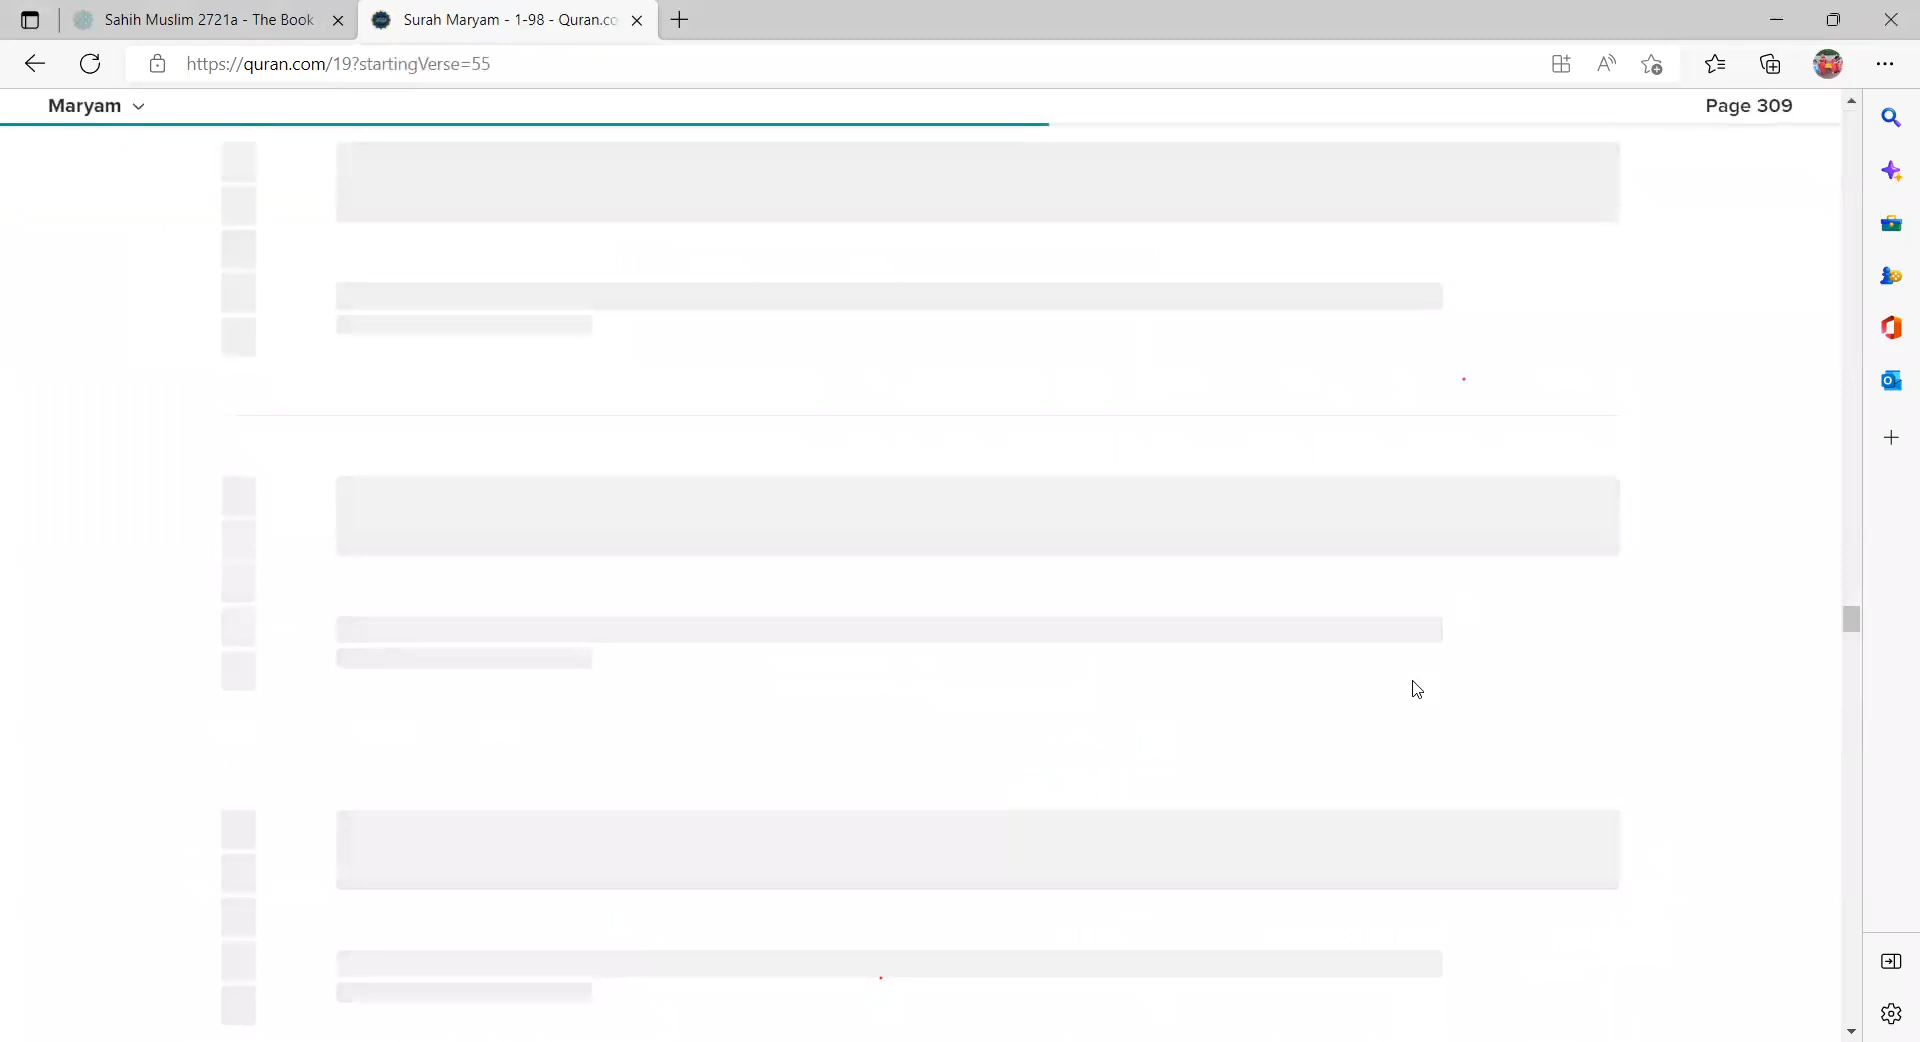 Sahih Muslim 2721a - The Book
Surah Maryam - 1-98 - Quran.co
https://quran.com/19?startingVerse=55
Maryam
Page 309